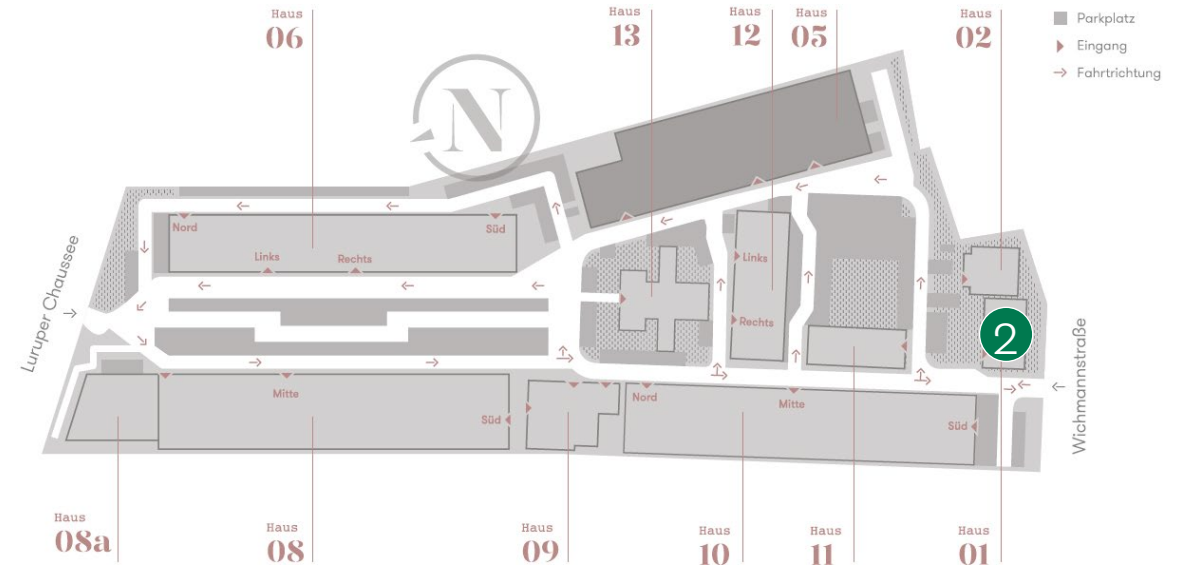 Haus
06
Haus
13
Haus
12
Haus
05
Haus
02
Parkplatz
Eingang
Fahrtrichtung
N
Nord
Süd
Links
Rechts
Links
Rechts
Luruper Chaussee
2
Wichmannstraße
Mitte
Süd
Nord
Mitte
Süd
Haus
08a
Haus
08
Haus
09
Haus
10
Haus
11
Haus
01